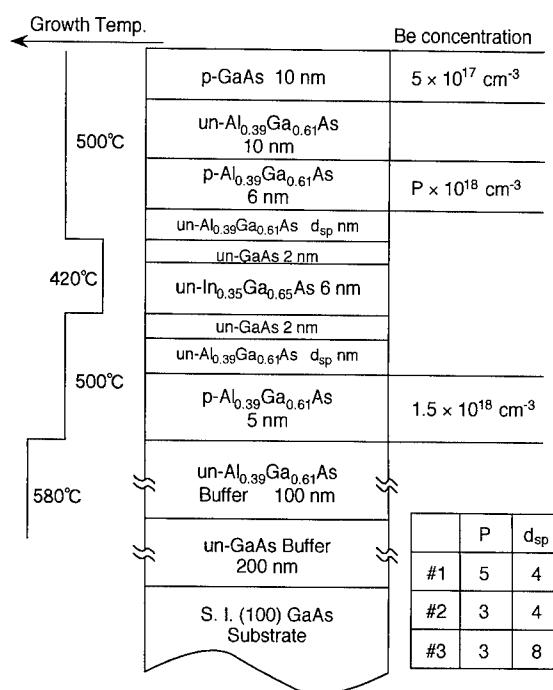 Growth Temp.
Be concentration
p-GaAs 10 nm
5 × 10¹⁷ cm⁻³
un-Al₀.₃₉Ga₀.₆₁As
10 nm
500℃
p-Al₀.₃₉Ga₀.₆₁As
6 nm
P × 10¹⁸ cm⁻³
un-Al₀.₃₉Ga₀.₆₁As dₛₚ nm
un-GaAs 2 nm
420℃
un-In₀.₃₅Ga₀.₆₅As 6 nm
un-GaAs 2 nm
un-Al₀.₃₉Ga₀.₆₁As dₛₚ nm
500℃
p-Al₀.₃₉Ga₀.₆₁As
5 nm
1.5 × 10¹⁸ cm⁻³
580℃
un-Al₀.₃₉Ga₀.₆₁As
Buffer 100 nm
un-GaAs Buffer
200 nm
S. I. (100) GaAs
Substrate
P dₛₚ
#1 5 4
#2 3 4
#3 3 8